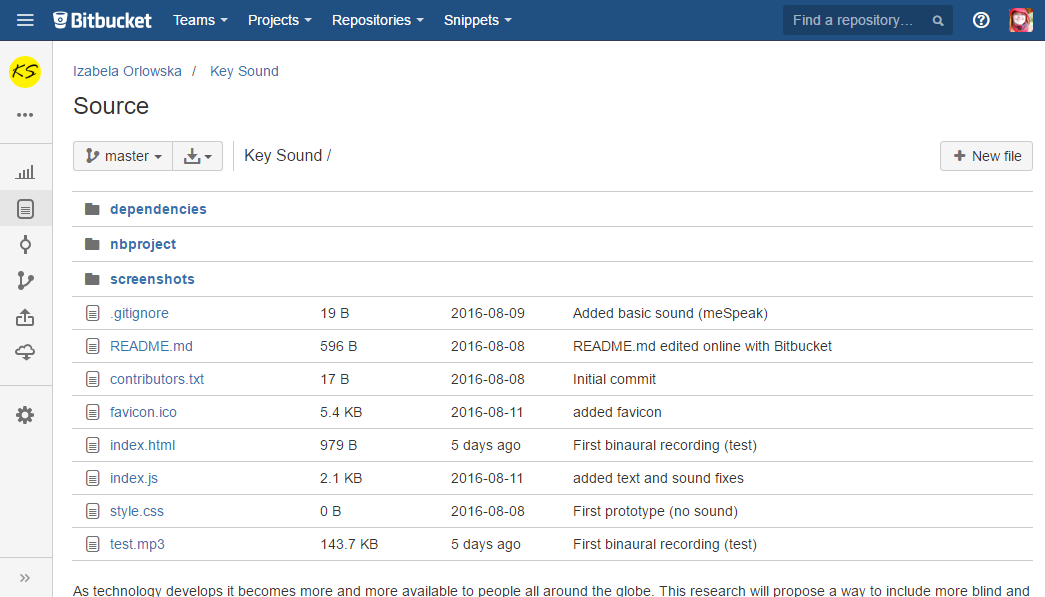 Bitbucket Teams Projects Repositories Snippets Find a repository...
KS
Izabela Orlowska / Key Sound
Source
master Key Sound / New file
dependencies
nbproject
screenshots
.gitignore 19 B 2016-08-09 Added basic sound (meSpeak)
README.md 596 B 2016-08-08 README.md edited online with Bitbucket
contributors.txt 17 B 2016-08-08 Initial commit
favicon.ico 5.4 KB 2016-08-11 added favicon
index.html 979 B 5 days ago First binaural recording (test)
index.js 2.1 KB 2016-08-11 added text and sound fixes
style.css 0 B 2016-08-08 First prototype (no sound)
test.mp3 143.7 KB 5 days ago First binaural recording (test)
As technology develops it becomes more and more available to people all around the globe. This research will propose a way to include more blind and